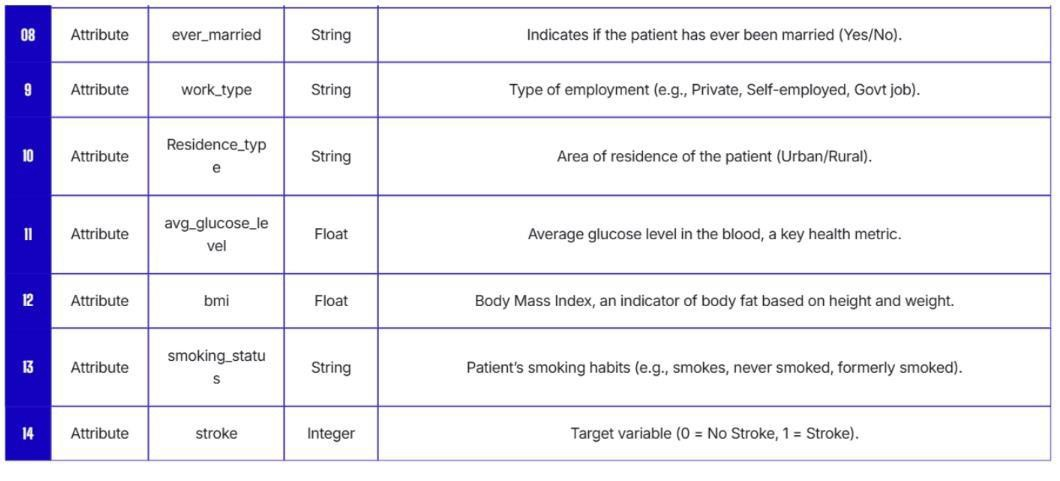 08 Attribute ever_married String Indicates if the patient has ever been married (Yes/No).
9 Attribute work_type String Type of employment (e.g., Private, Self-employed, Govt job).
10 Attribute Residence_typ
e String Area of residence of the patient (Urban/Rural).
11 Attribute avg_glucose_le
vel Float Average glucose level in the blood, a key health metric.
12 Attribute bmi Float Body Mass Index, an indicator of body fat based on height and weight.
13 Attribute smoking_statu
s String Patient’s smoking habits (e.g., smokes, never smoked, formerly smoked).
14 Attribute stroke Integer Target variable (0 = No Stroke, 1 = Stroke).